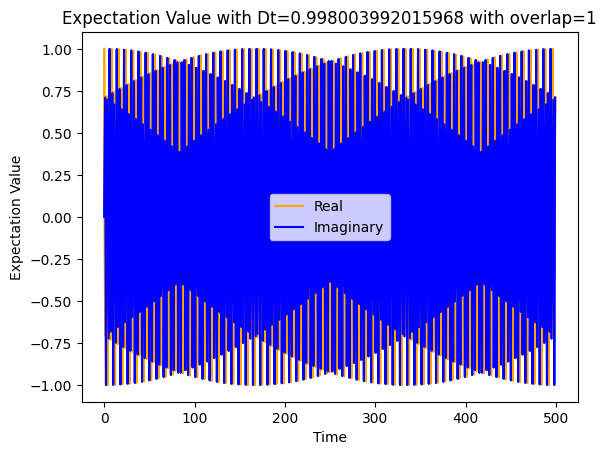 Expectation Value with Dt=0.998003992015968 with overlap=1
1.00
0.75
0.50
0.25
0.00
−0.25
−0.50
−0.75
−1.00
Expectation Value
Real
Imaginary
0 100 200 300 400 500
Time